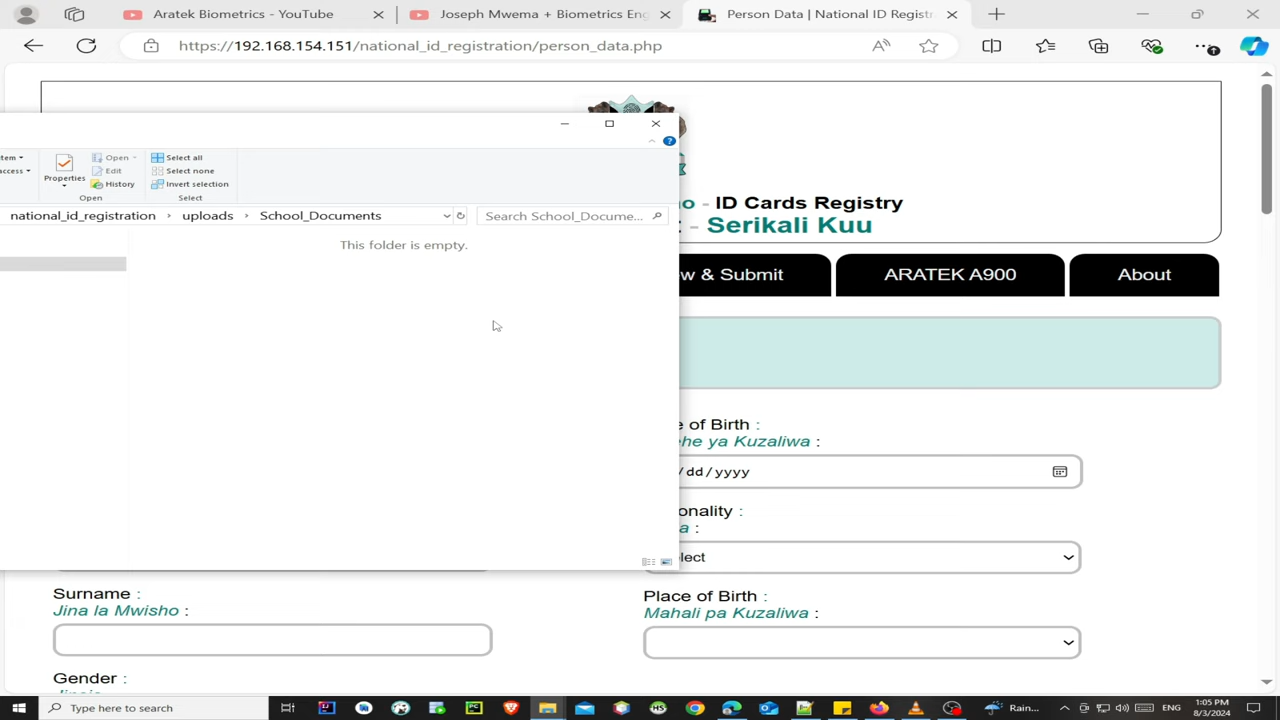 Aratek Biometrics - YouTube
Joseph Mwema + Biometrics Eng
Person Data | National ID Registr
https://192.168.154.151/national_id_registration/person_data.php
Properties
Open
Edit
History
Open
Select all
Select none
Invert selection
Select
national_id_registration > uploads > School_Documents
Search School_Docume...
This folder is empty.
- ID Cards Registry
- Serikali Kuu
& Submit
ARATEK A900
About
of Birth :
ya Kuzaliwa :
/dd/yyyy
Surname :
Jina la Mwisho :
Place of Birth :
Mahali pa Kuzaliwa :
Gender :
Type here to search
Rain...
ENG
1:05 PM
8/3/2024